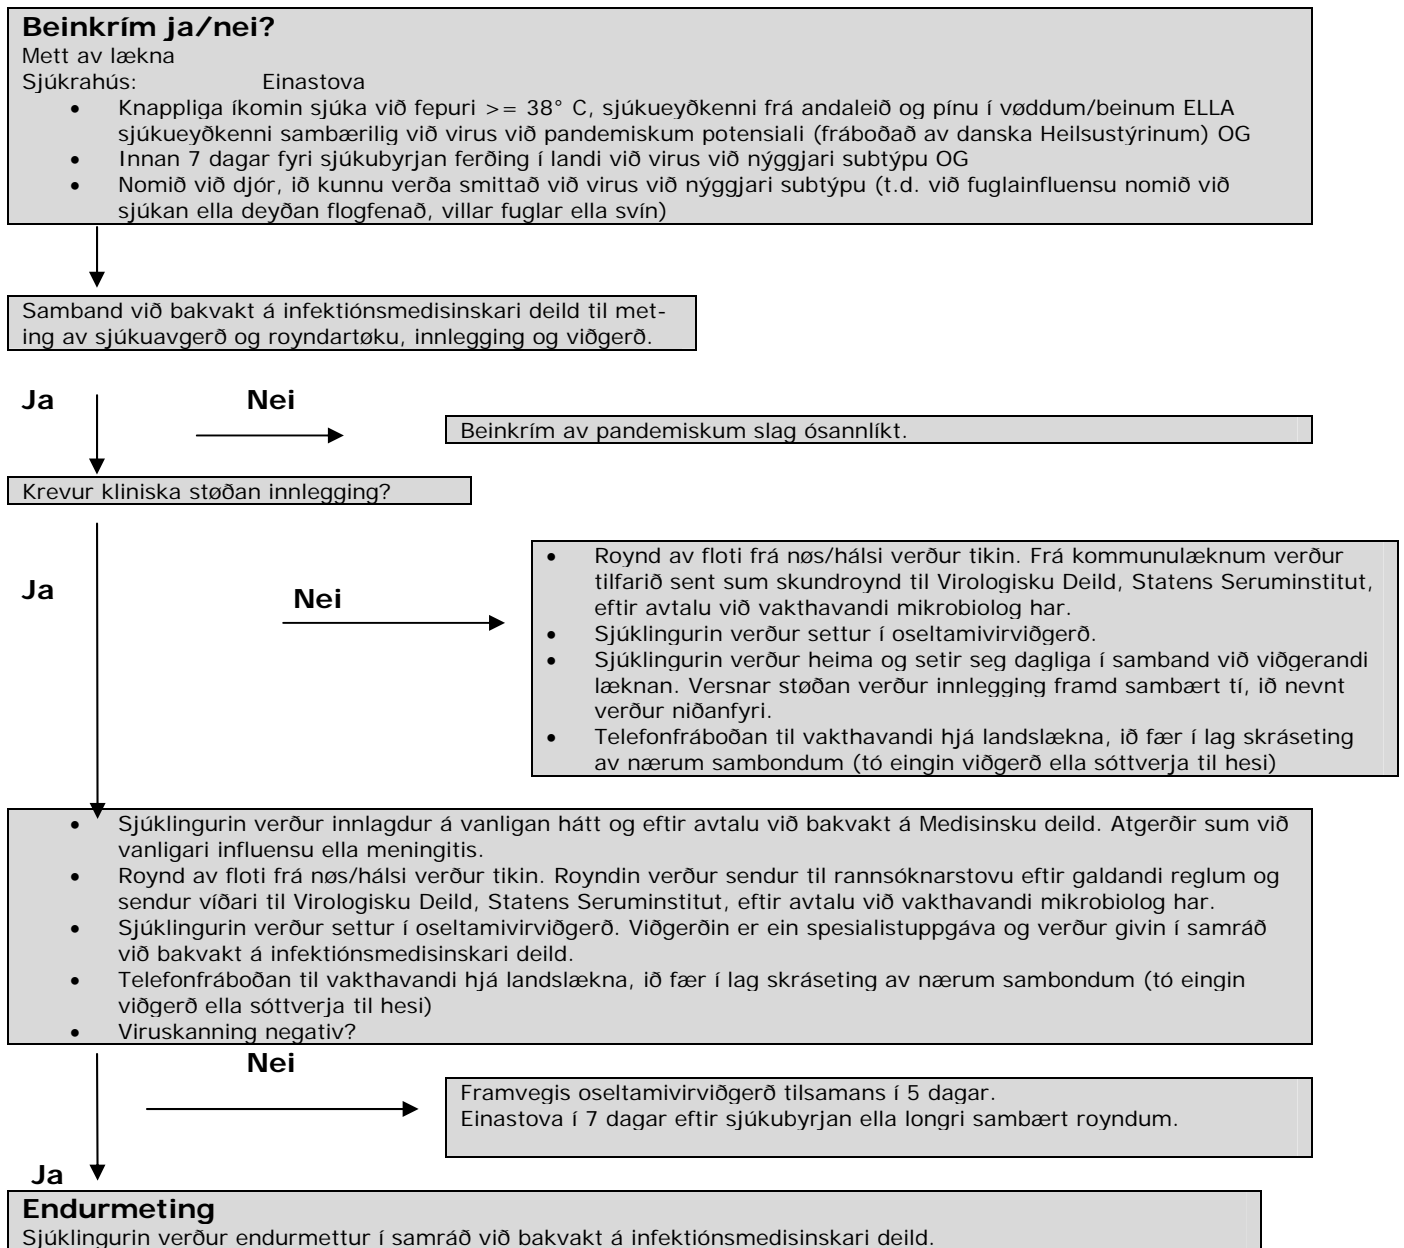 Beinkrím ja/nei?
Mett av lækna
Sjúkrahús: Einastova
• Knappliga íkomin sjúka við fepuri >= 38° C, sjúkueyðkenni frá andaleið og pínu í vøddum/beinum ELLA
sjúkueyðkenni sambærilig við virus við pandemiskum potensiali (fráboðað av danska Heilsustýrinum) OG
• Innan 7 dagar fyri sjúkubyrjan ferðing í landi við virus við nýggjari subtýpu OG
• Nomið við djór, ið kunnu verða smittað við virus við nýggjari subtýpu (t.d. við fuglainfluensu nomið við
sjúkan ella deyðan flogfenað, villar fuglar ella svín)
Samband við bakvakt á infektiónsmedisinskari deild til met-
ing av sjúkuavgerð og royndartøku, innlegging og viðgerð.
Ja Nei
Beinkrím av pandemiskum slag ósannlíkt.
Krevur kliniska støðan innlegging?
Ja
Nei
• Roynd av floti frá nøs/hálsi verður tikin. Frá kommunulæknum verður
tilfarið sent sum skundroynd til Virologisku Deild, Statens Seruminstitut,
eftir avtalu við vakthavandi mikrobiolog har.
• Sjúklingurin verður settur í oseltamivirviðgerð.
• Sjúklingurin verður heima og setir seg dagliga í samband við viðgerandi
læknan. Versnar støðan verður innlegging framd sambært tí, ið nevnt
verður niðanfyri.
• Telefonfráboðan til vakthavandi hjá landslækna, ið fær í lag skráseting
av nærum sambondum (tó eingin viðgerð ella sóttverja til hesi)
• Sjúklingurin verður innlagdur á vanligan hátt og eftir avtalu við bakvakt á Medisinsku deild. Atgerðir sum við
vanligari influensu ella meningitis.
• Roynd av floti frá nøs/hálsi verður tikin. Royndin verður sendur til rannsóknarstovu eftir galdandi reglum og
sendur víðari til Virologisku Deild, Statens Seruminstitut, eftir avtalu við vakthavandi mikrobiolog har.
• Sjúklingurin verður settur í oseltamivirviðgerð. Viðgerðin er ein spesialistuppgáva og verður givin í samráð
við bakvakt á infektiónsmedisinskari deild.
• Telefonfráboðan til vakthavandi hjá landslækna, ið fær í lag skráseting av nærum sambondum (tó eingin
viðgerð ella sóttverja til hesi)
• Viruskanning negativ?
Nei
Framvegis oseltamivirviðgerð tilsamans í 5 dagar.
Einastova í 7 dagar eftir sjúkubyrjan ella longri sambært royndum.
Ja
Endurmeting
Sjúklingurin verður endurmettur í samráð við bakvakt á infektiónsmedisinskari deild.